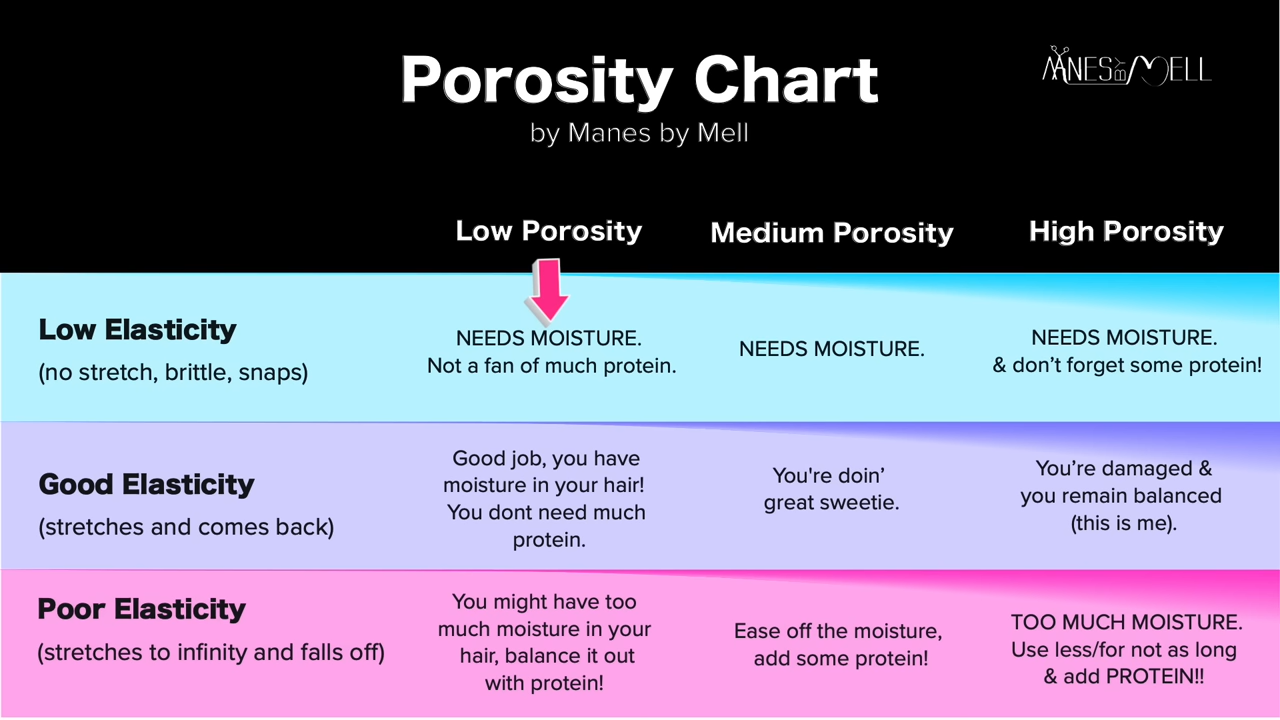 Porosity Chart
by Manes by Mell
MANES BY MELL
Low Porosity
Medium Porosity
High Porosity
Low Elasticity
(no stretch, brittle, snaps)
NEEDS MOISTURE.
Not a fan of much protein.
NEEDS MOISTURE.
NEEDS MOISTURE.
& don’t forget some protein!
Good Elasticity
(stretches and comes back)
Good job, you have
moisture in your hair!
You dont need much
protein.
You're doin’
great sweetie.
You’re damaged &
you remain balanced
(this is me).
Poor Elasticity
(stretches to infinity and falls off)
You might have too
much moisture in your
hair, balance it out
with protein!
Ease off the moisture,
add some protein!
TOO MUCH MOISTURE.
Use less/for not as long
& add PROTEIN!!